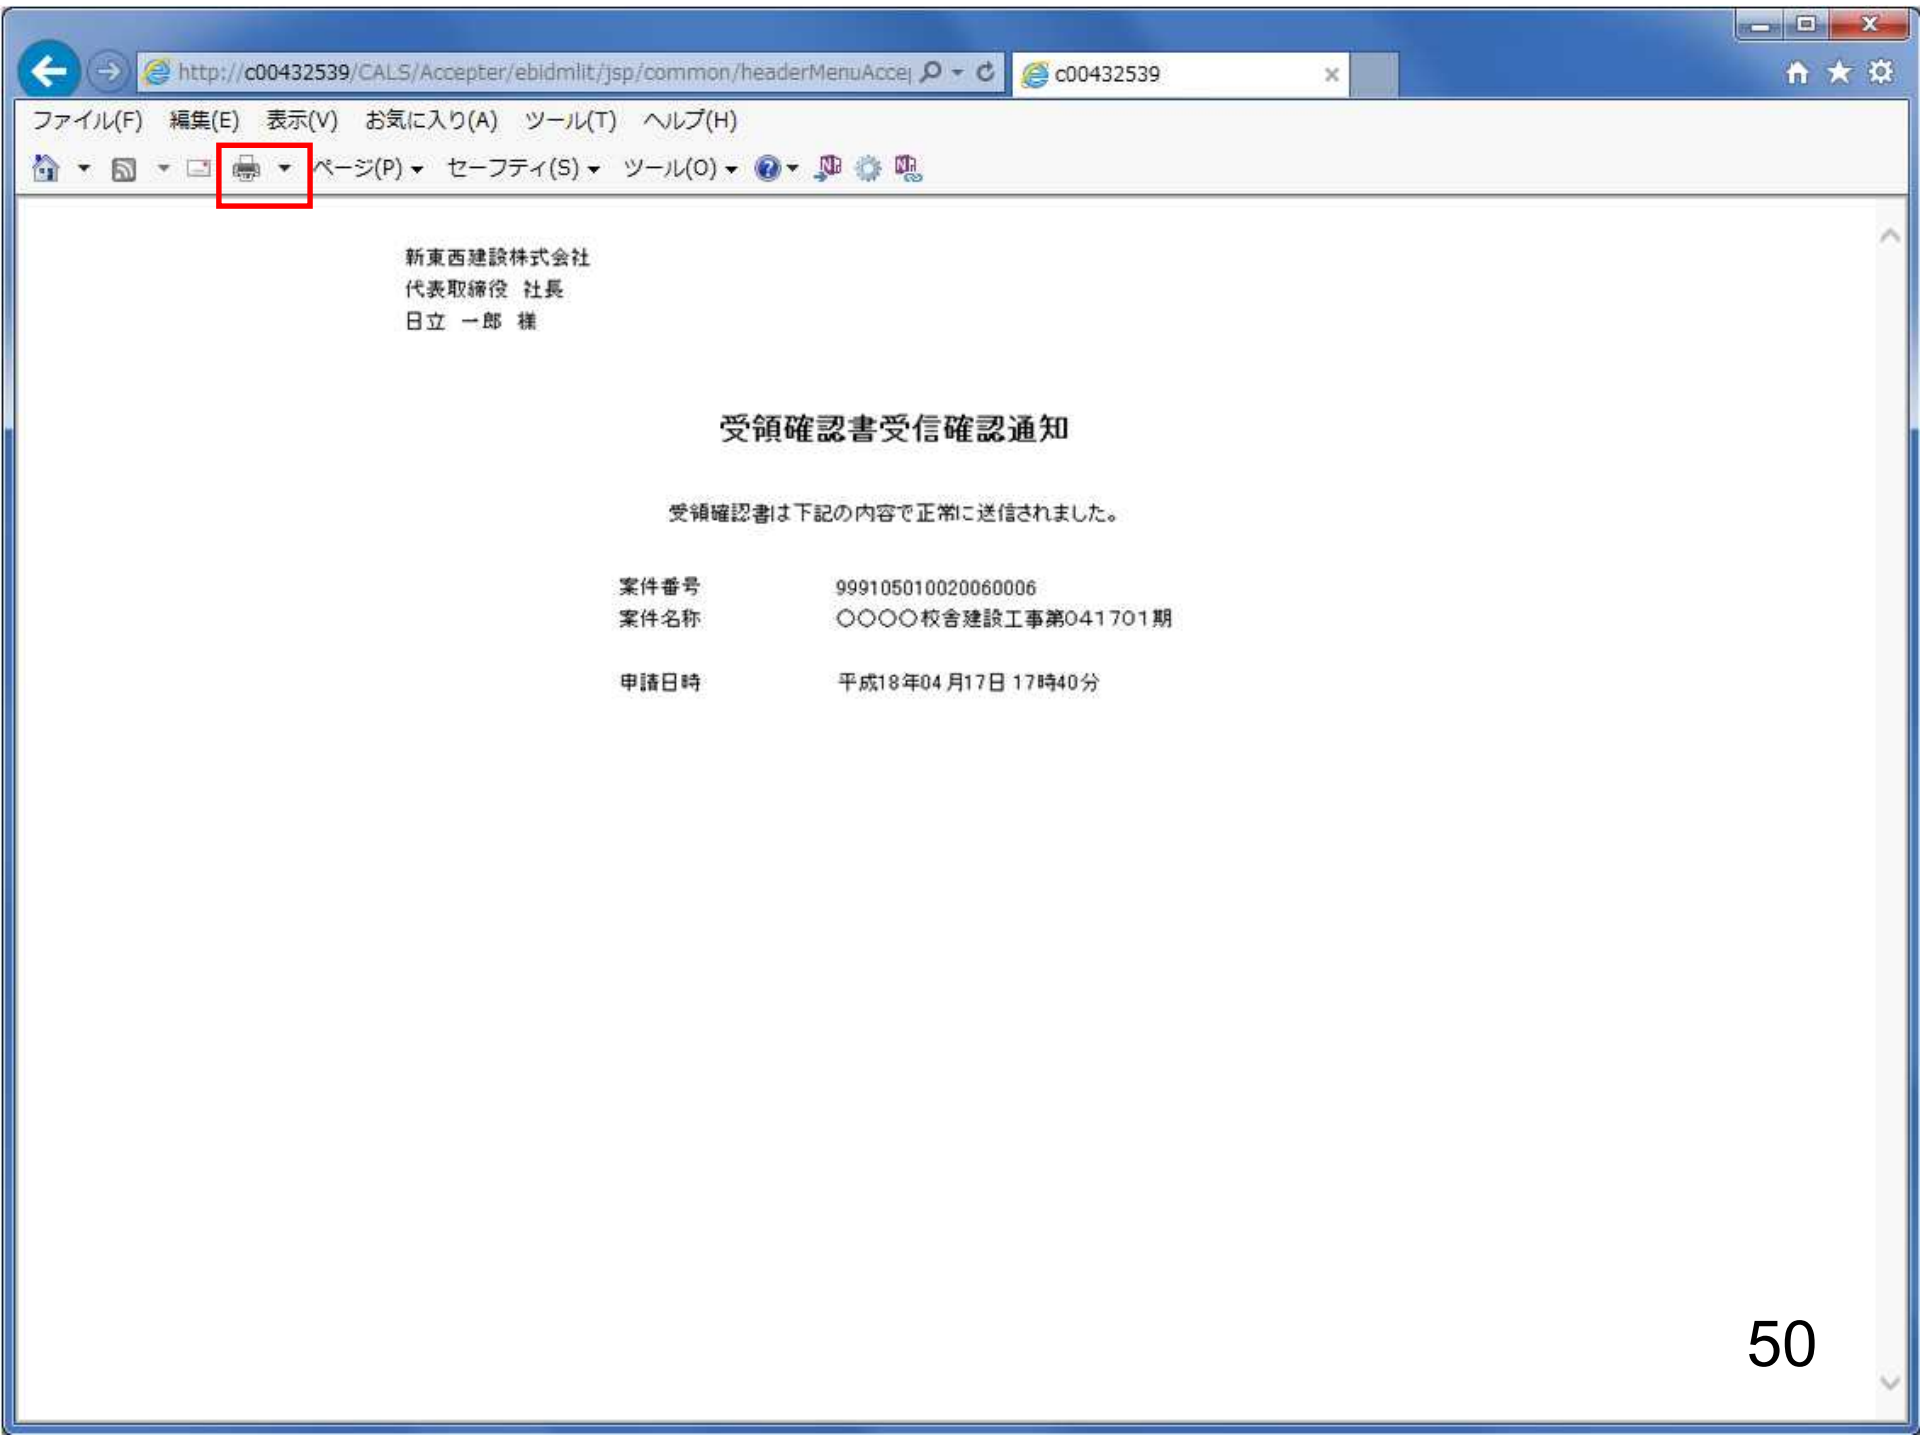 http://c00432539/CALS/Accepter/ebidmlit/jsp/common/headerMenuAccep
c00432539
ファイル(F) 編集(E) 表示(V) お気に入り(A) ツール(T) ヘルプ(H)
ページ(P) セーフティ(S) ツール(O)
新東西建設株式会社
代表取締役 社長
日立 一郎 様
受領確認書受信確認通知
受領確認書は下記の内容で正常に送信されました。
案件番号 999105010020060006
案件名称 〇〇〇〇校舎建設工事第041701期
申請日時 平成18年04月17日 17時40分
50